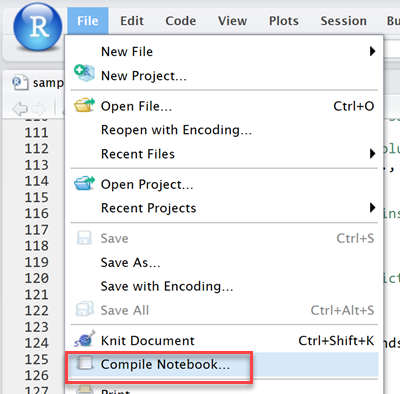 R File Edit Code View Plots Session
New File
New Project...
samp
Open File... Ctrl+O
Reopen with Encoding...
Recent Files
Open Project...
Recent Projects
Save Ctrl+S
Save As...
Save with Encoding...
Save All Ctrl+Alt+S
Knit Document Ctrl+Shift+K
Compile Notebook...
Print...
111
112
113
114
115
116
117
118
119
120
121
122
123
124
125
126
127